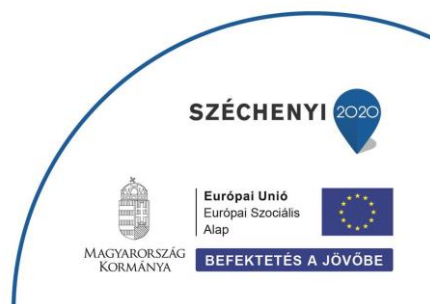 SZÉCHENYI 2020
Európai Unió
Európai Szociális
Alap
MAGYARORSZÁG
KORMÁNYA
BEFEKTETÉS A JÖVŐBE